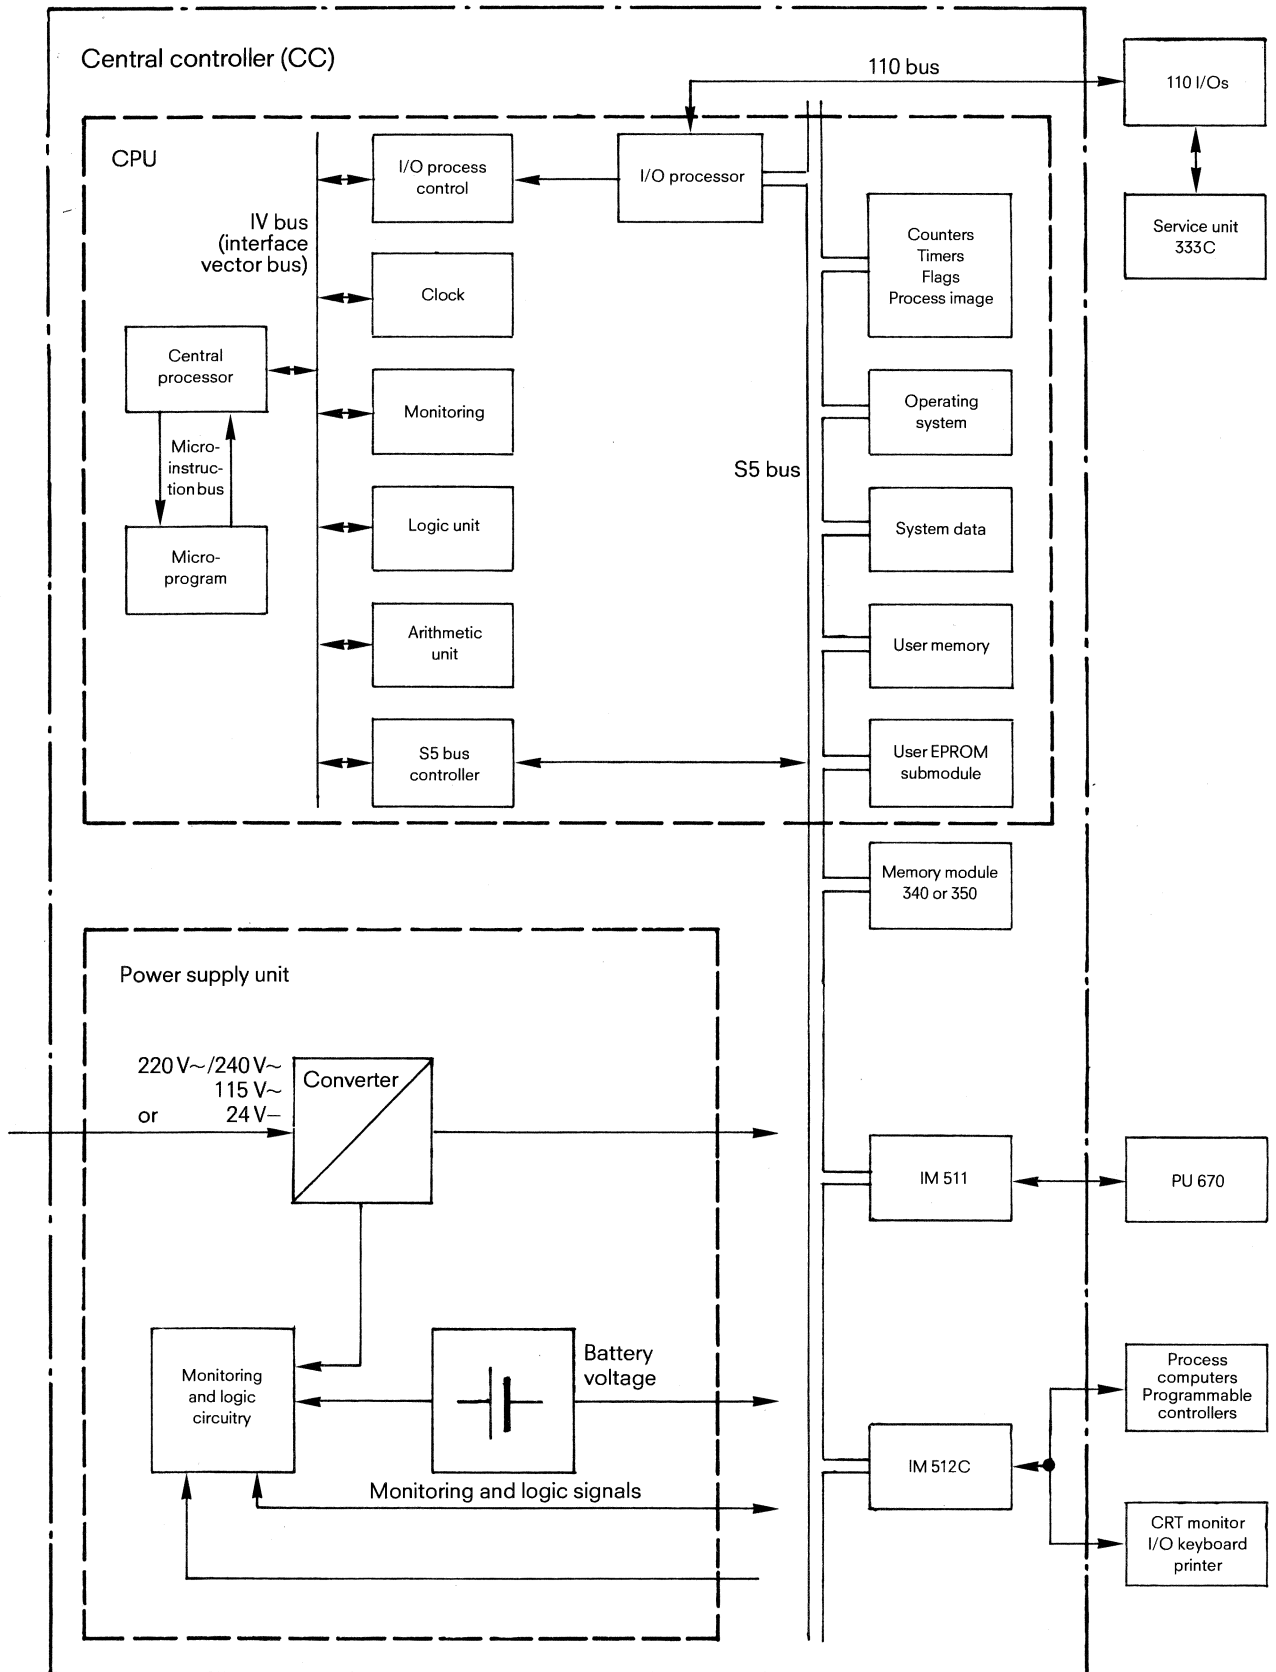 Central controller (CC)
110 bus
110 I/Os
CPU
I/O process
control
I/O processor
Service unit
333C
IV bus
(interface
vector bus)
Counters
Timers
Flags
Process image
Clock
Central
processor
Monitoring
Operating
system
Micro-
instruc-
tion bus
S5 bus
Logic unit
System data
Micro-
program
Arithmetic
unit
User memory
S5 bus
controller
User EPROM
submodule
Memory module
340 or 350
Power supply unit
220 V~/240 V~
115 V~
or 24 V–
Converter
IM 511
PU 670
Monitoring
and logic
circuitry
Battery
voltage
Process
computers
Programmable
controllers
IM 512C
Monitoring and logic signals
CRT monitor
I/O keyboard
printer